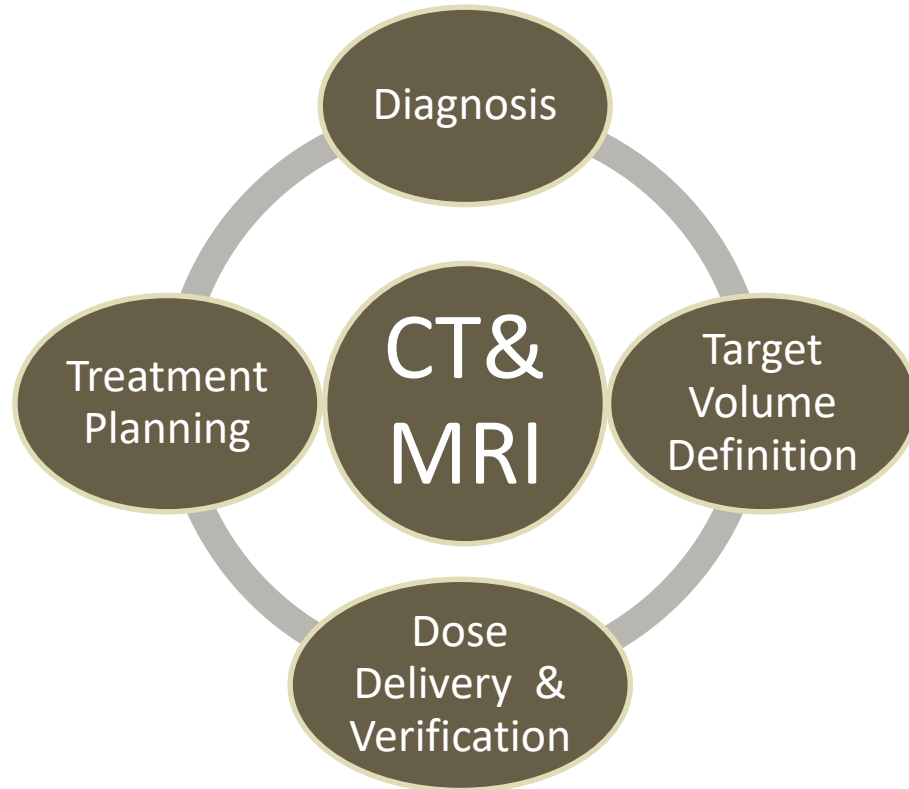 Diagnosis
Treatment
Planning
CT&
MRI
Target
Volume
Definition
Dose
Delivery &
Verification